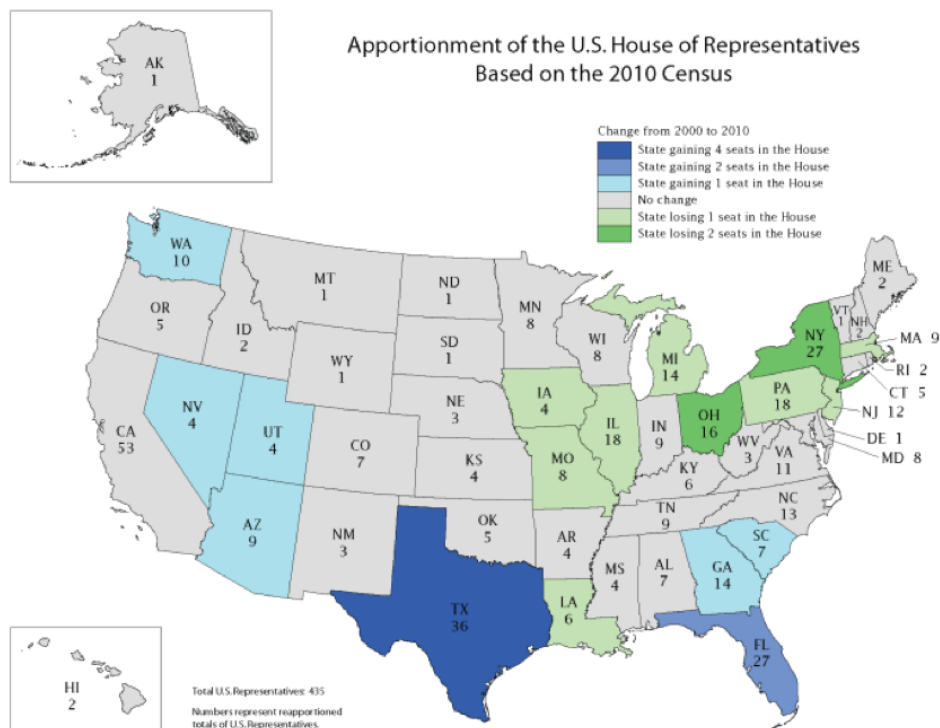 Apportionment of the U.S. House of Representatives
Based on the 2010 Census
AK
1
Change from 2000 to 2010
State gaining 4 seats in the House
State gaining 2 seats in the House
State gaining 1 seat in the House
No change
State losing 1 seat in the House
State losing 2 seats in the House
WA
10
MT
1
ND
1
MN
8
ME
2
VT
1
NH
2
OR
5
ID
2
SD
1
WI
8
MI
14
NY
27
MA 9
RI 2
CT 5
NJ 12
WY
1
NE
3
IA
4
PA
18
NV
4
UT
4
CO
7
KS
4
MO
8
IL
18
IN
9
OH
16
WV
3
VA
11
DE 1
MD 8
CA
53
KY
6
NC
13
TN
9
AZ
9
NM
3
OK
5
AR
4
SC
7
MS
4
AL
7
GA
14
TX
36
LA
6
FL
27
HI
2
Total U.S. Representatives: 435
Numbers represent reapportioned
totals of U.S. Representatives.